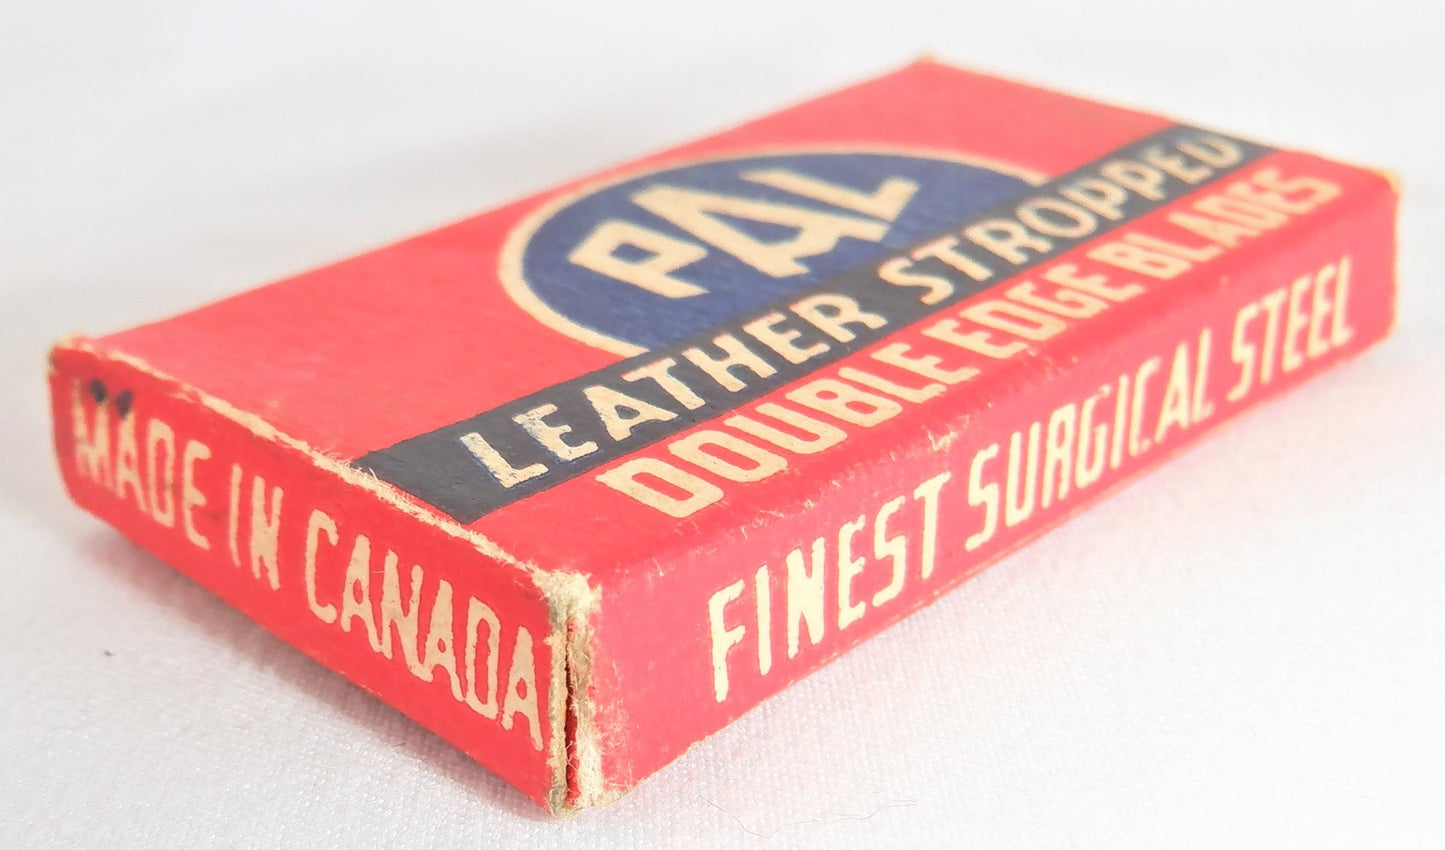 PAL
LEATHER STROPPED
DOUBLE EDGE BLADES
FINEST SURGICAL STEEL
MADE IN CANADA